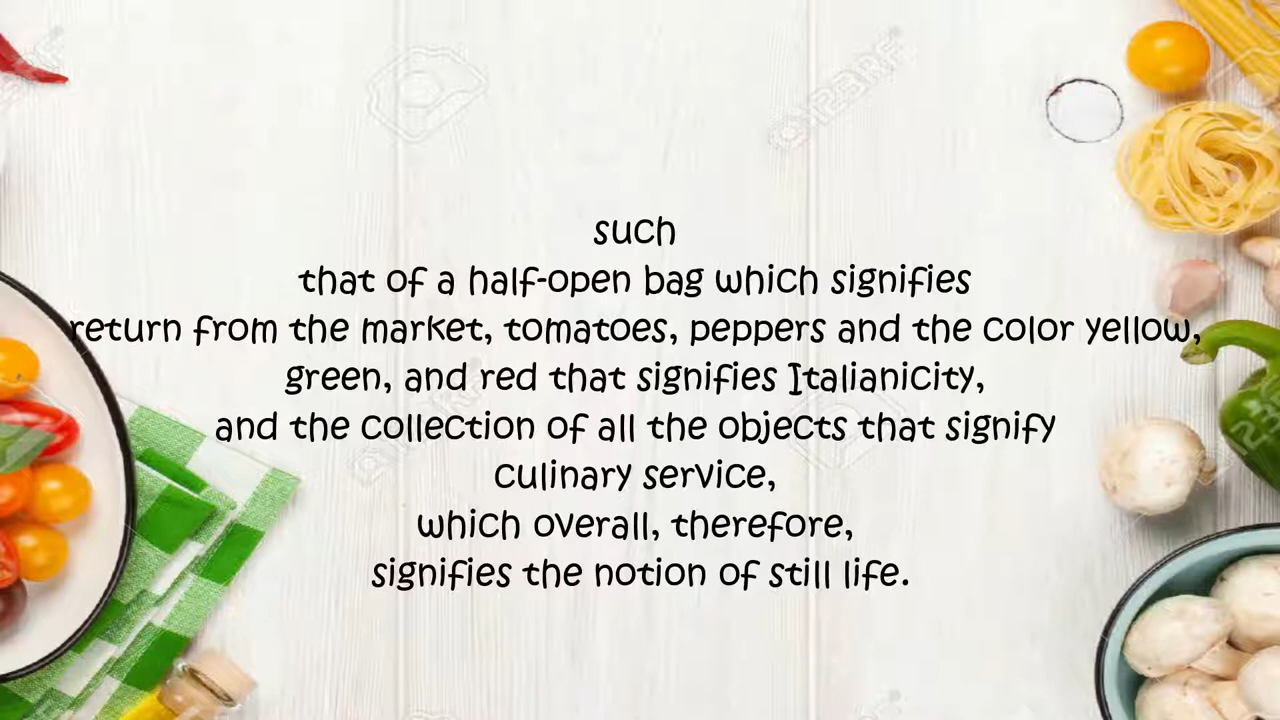 such
that of a half-open bag which signifies
return from the market, tomatoes, peppers and the color yellow,
green, and red that signifies Italianicity,
and the collection of all the objects that signify
culinary service,
which overall, therefore,
signifies the notion of still life.